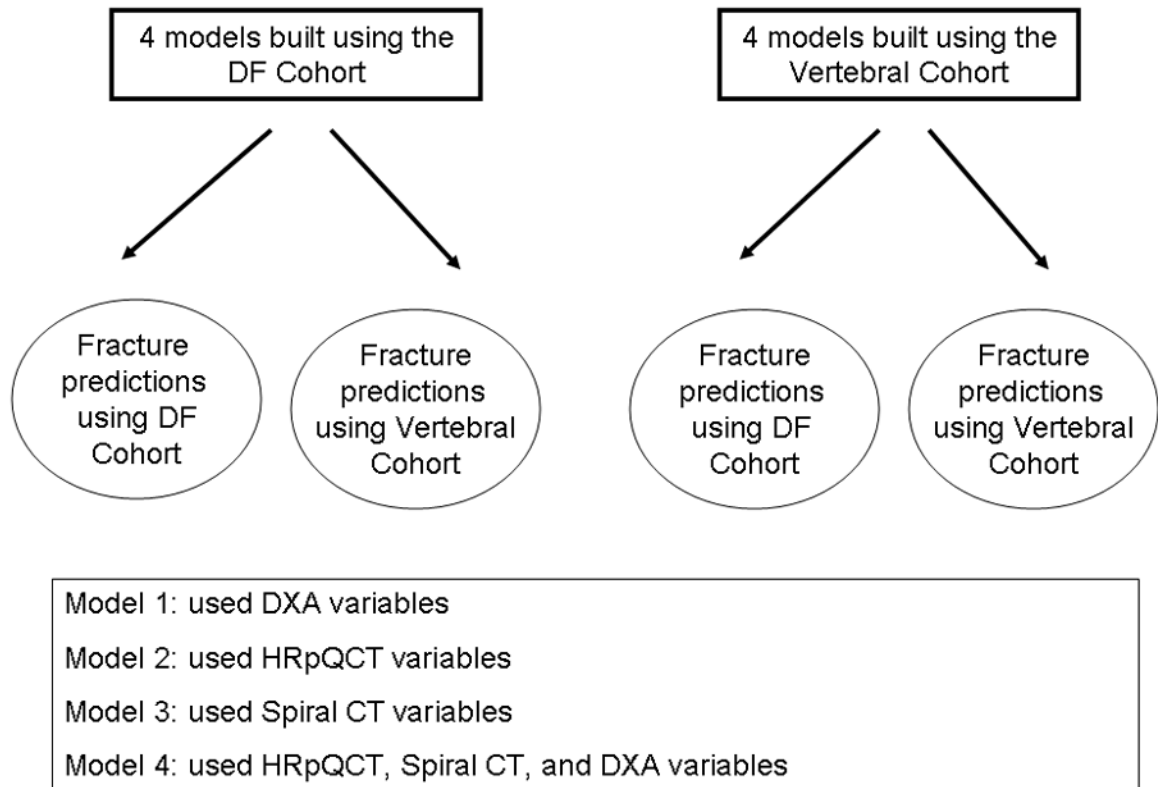 4 models built using the
DF Cohort
4 models built using the
Vertebral Cohort
Fracture
predictions
using DF
Cohort
Fracture
predictions
using Vertebral
Cohort
Fracture
predictions
using DF
Cohort
Fracture
predictions
using Vertebral
Cohort
Model 1: used DXA variables
Model 2: used HRpQCT variables
Model 3: used Spiral CT variables
Model 4: used HRpQCT, Spiral CT, and DXA variables